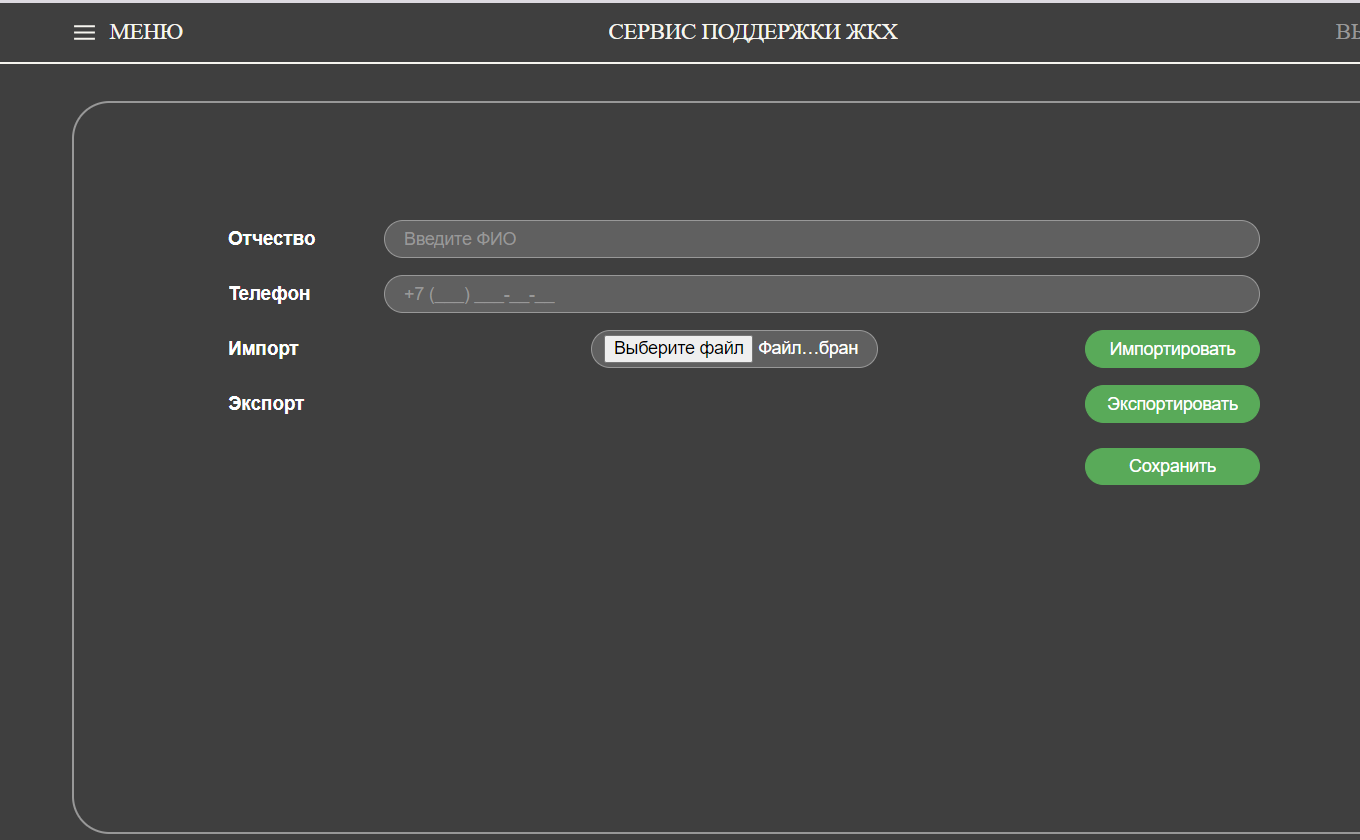 МЕНЮ СЕРВИС ПОДДЕРЖКИ ЖКХ
Отчество Введите ФИО
Телефон +7 (___) ___-__-__
Импорт Выберите файл Файл...бран Импортировать
Экспорт Экспортировать
Сохранить